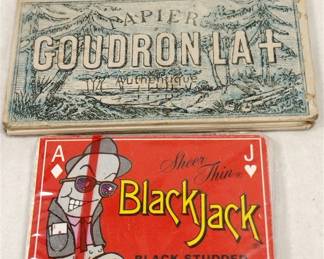 PAPIER
GOUDRON LA+
Authentique
A J
Sheer
Thin
BlackJack
BLACK STUDDED